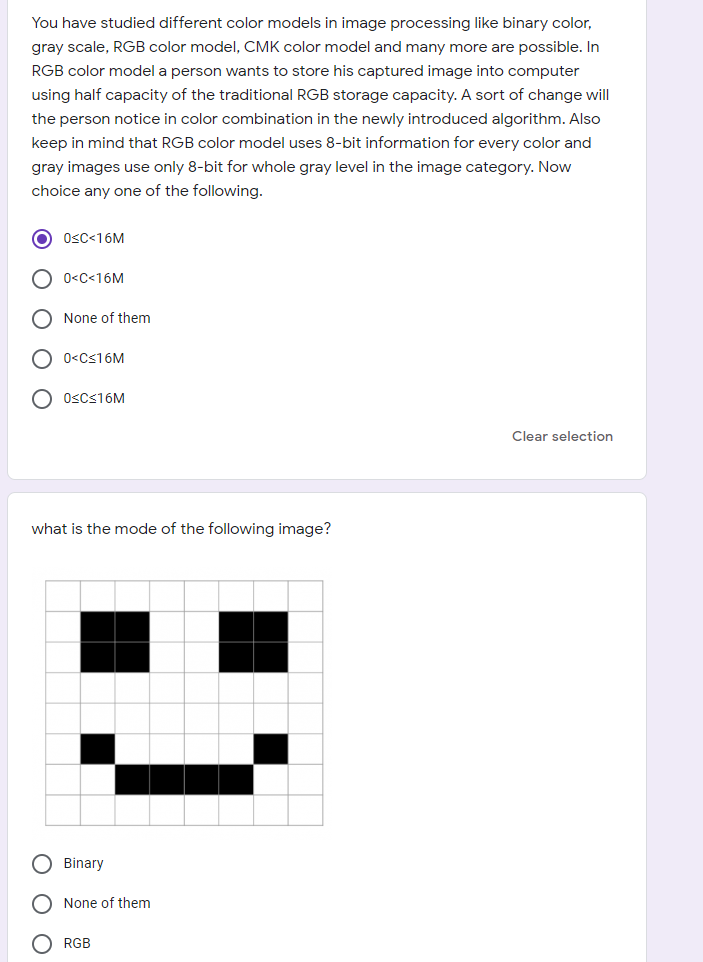 You have studied different color models in image processing like binary color,
gray scale, RGB color model, CMK color model and many more are possible. In
RGB color model a person wants to store his captured image into computer
using half capacity of the traditional RGB storage capacity. A sort of change will
the person notice in color combination in the newly introduced algorithm. Also
keep in mind that RGB color model uses 8-bit information for every color and
gray images use only 8-bit for whole gray level in the image category. Now
choice any one of the following.
0≤C<16M
0<C<16M
None of them
0<C≤16M
0≤C≤16M
Clear selection
what is the mode of the following image?
Binary
None of them
RGB